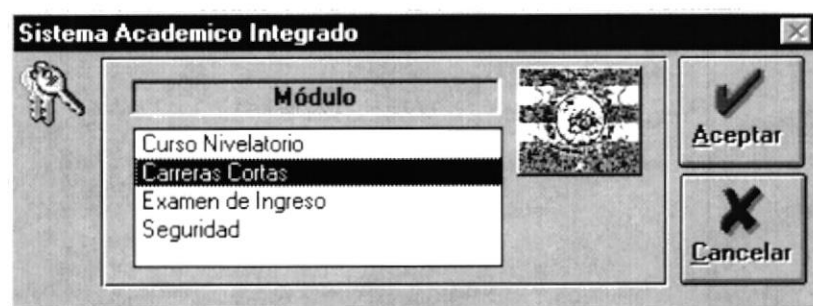 Sistema Academico Integrado
Módulo
Curso Nivelatorio
Carreras Cortas
Examen de Ingreso
Seguridad
Aceptar
Cancelar